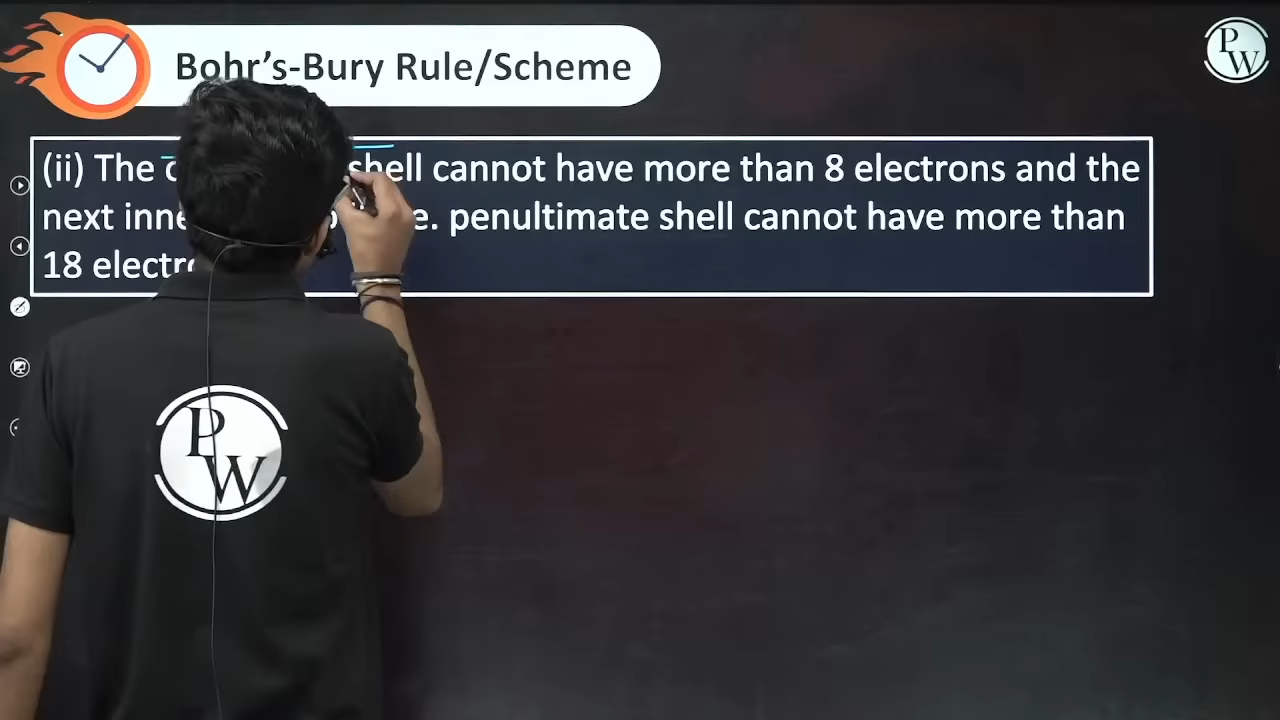 Bohr's-Bury Rule/Scheme
PW
(ii) The shell cannot have more than 8 electrons and the
next e. penultimate shell cannot have more than
18
PW